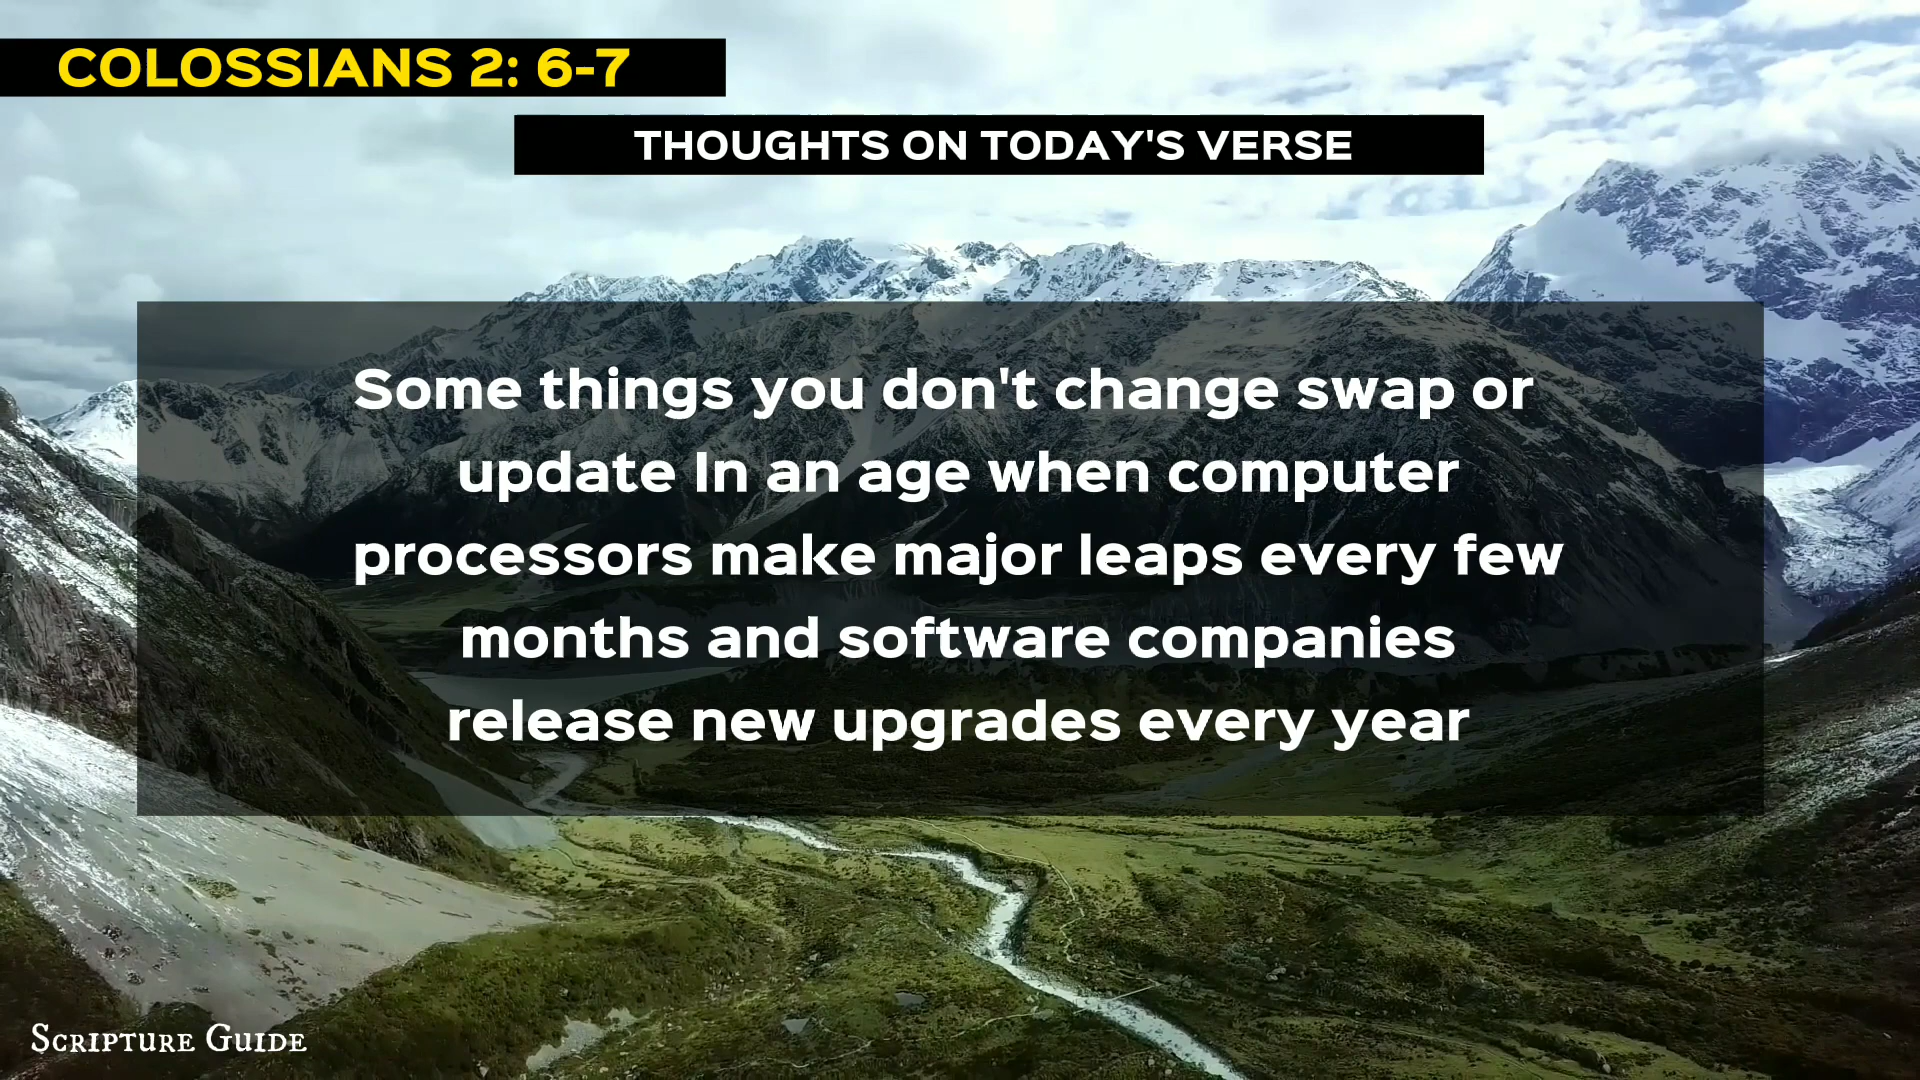 COLOSSIANS 2: 6-7
THOUGHTS ON TODAY'S VERSE
Some things you don't change swap or
update In an age when computer
processors make major leaps every few
months and software companies
release new upgrades every year
SCRIPTURE GUIDE